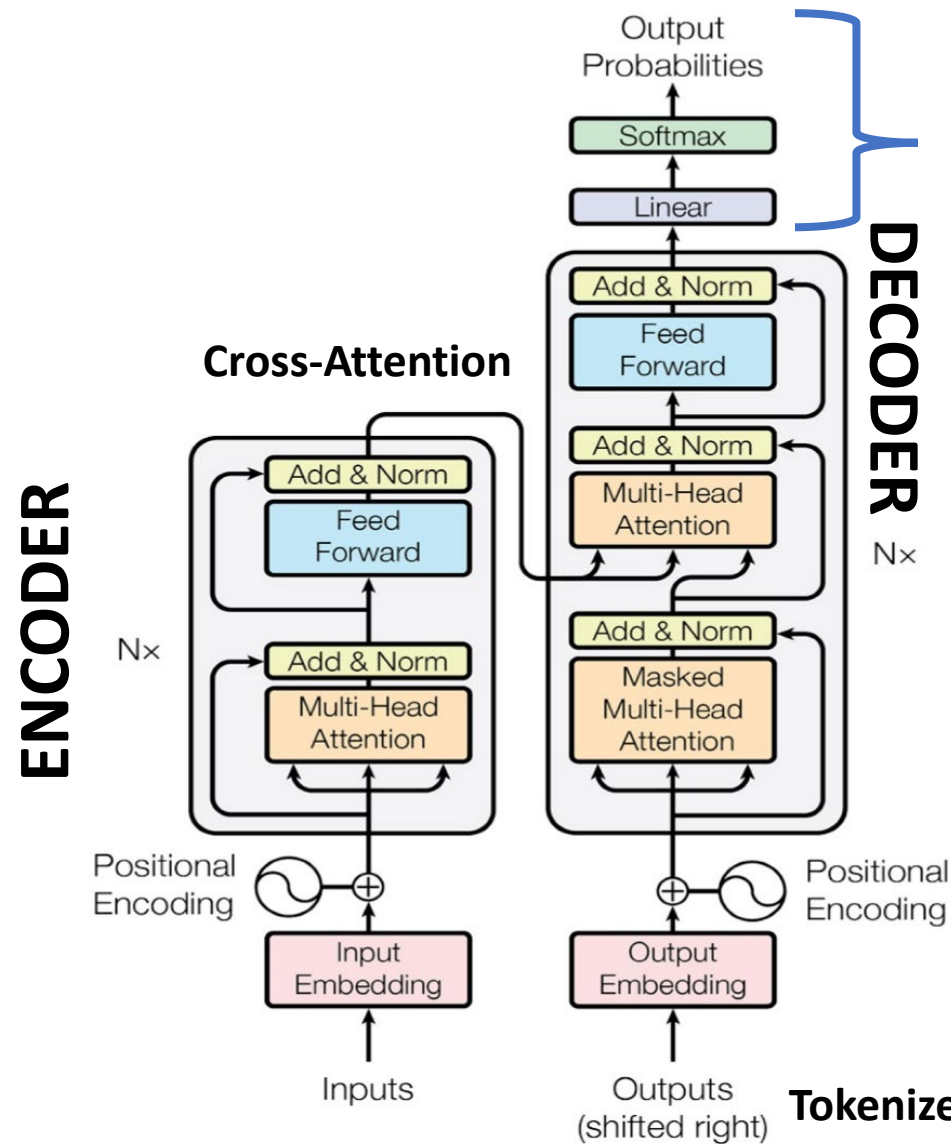 Output
Probabilities
Softmax
Linear
DECODER
Add & Norm
Feed
Forward
Add & Norm
Multi-Head
Attention
Nx
Add & Norm
Masked
Multi-Head
Attention
Cross-Attention
ENCODER
Add & Norm
Feed
Forward
Nx
Add & Norm
Multi-Head
Attention
Positional
Encoding
Positional
Encoding
Input
Embedding
Output
Embedding
Inputs
Outputs
(shifted right)
Tokenize